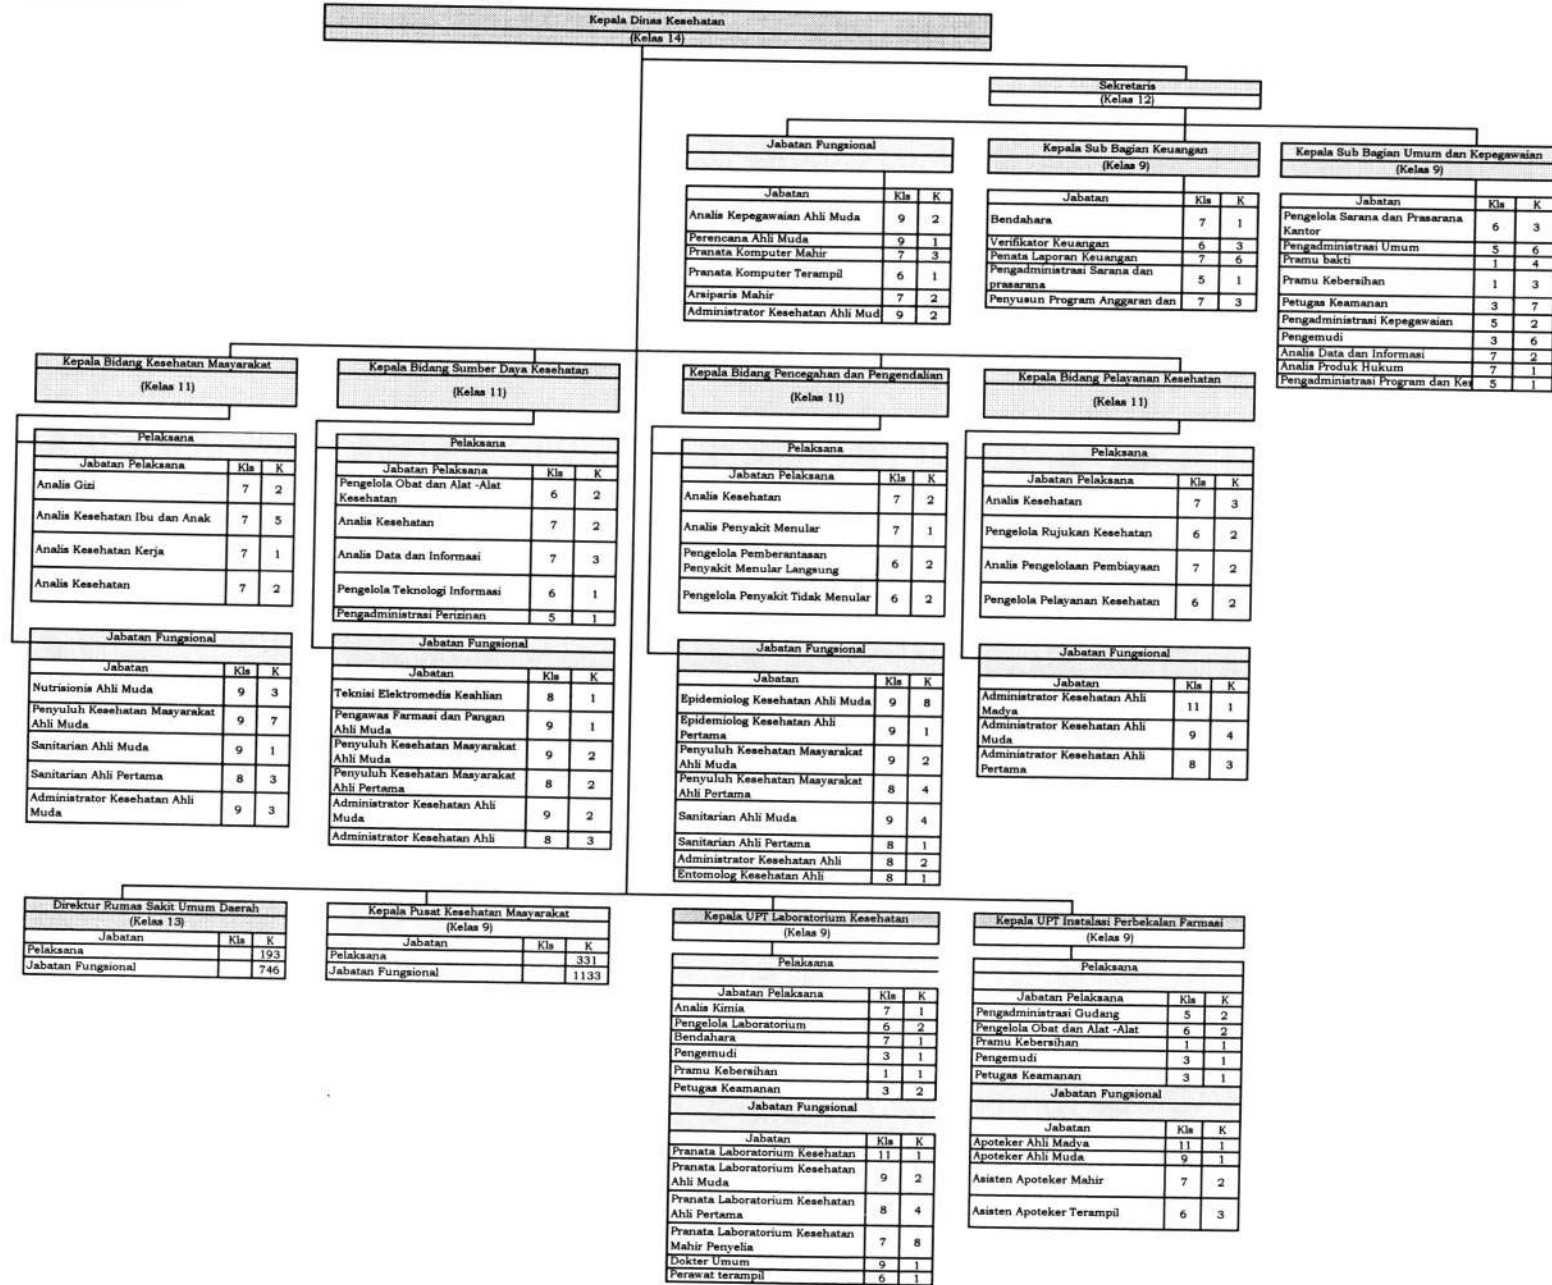 Kepala Dinas Kesehatan
(Kelas 14)
Sekretaris
(Kelas 12)
Jabatan Fungsional
Jabatan Kls K
Analis Kepegawaian Ahli Muda 9 2
Perencana Ahli Muda 9 1
Pranata Komputer Mahir 7 3
Pranata Komputer Terampil 6 1
Arsiparis Mahir 7 2
Administrator Kesehatan Ahli Mud 9 2
Kepala Sub Bagian Keuangan
(Kelas 9)
Jabatan Kls K
Bendahara 7 1
Verifikator Keuangan 6 3
Penata Laporan Keuangan 7 6
Pengadministrasi Sarana dan
prasarana 5 1
Penyusun Program Anggaran dan 7 3
Kepala Sub Bagian Umum dan Kepegawaian
(Kelas 9)
Jabatan Kls K
Pengelola Sarana dan Prasarana
Kantor 6 3
Pengadministrasi Umum 5 6
Pramu bakti 1 4
Pramu Kebersihan 1 3
Petugas Keamanan 3 7
Pengadministrasi Kepegawaian 5 2
Pengemudi 3 6
Analis Data dan Informasi 7 2
Analis Produk Hukum 7 1
Pengadministrasi Program dan Ker 5 1
Kepala Bidang Kesehatan Masyarakat
(Kelas 11)
Pelaksana
Jabatan Pelaksana Kls K
Analis Gizi 7 2
Analis Kesehatan Ibu dan Anak 7 5
Analis Kesehatan Kerja 7 1
Analis Kesehatan 7 2
Jabatan Fungsional
Jabatan Kls K
Nutrisionis Ahli Muda 9 3
Penyuluh Kesehatan Masyarakat
Ahli Muda 9 7
Sanitarian Ahli Muda 9 1
Sanitarian Ahli Pertama 8 3
Administrator Kesehatan Ahli
Muda 9 3
Kepala Bidang Sumber Daya Kesehatan
(Kelas 11)
Pelaksana
Jabatan Pelaksana Kls K
Pengelola Obat dan Alat -Alat
Kesehatan 6 2
Analis Kesehatan 7 2
Analis Data dan Informasi 7 3
Pengelola Teknologi Informasi 6 1
Pengadministrasi Perizinan 5 1
Jabatan Fungsional
Jabatan Kls K
Teknisi Elektromedis Keahlian 8 1
Pengawas Farmasi dan Pangan
Ahli Muda 9 1
Penyuluh Kesehatan Masyarakat
Ahli Muda 9 2
Penyuluh Kesehatan Masyarakat
Ahli Pertama 8 2
Administrator Kesehatan Ahli
Muda 9 2
Administrator Kesehatan Ahli 8 3
Kepala Bidang Pencegahan dan Pengendalian
(Kelas 11)
Pelaksana
Jabatan Pelaksana Kls K
Analis Kesehatan 7 2
Analis Penyakit Menular 7 1
Pengelola Pemberantasan
Penyakit Menular Langsung 6 2
Pengelola Penyakit Tidak Menular 6 2
Jabatan Fungsional
Jabatan Kls K
Epidemiolog Kesehatan Ahli Muda 9 8
Epidemiolog Kesehatan Ahli
Pertama 9 1
Penyuluh Kesehatan Masyarakat
Ahli Muda 9 2
Penyuluh Kesehatan Masyarakat
Ahli Pertama 8 4
Sanitarian Ahli Muda 9 4
Sanitarian Ahli Pertama 8 1
Administrator Kesehatan Ahli 8 2
Entomolog Kesehatan Ahli 8 1
Kepala Bidang Pelayanan Kesehatan
(Kelas 11)
Pelaksana
Jabatan Pelaksana Kls K
Analis Kesehatan 7 3
Pengelola Rujukan Kesehatan 6 2
Analis Pengelolaan Pembiayaan 7 2
Pengelola Pelayanan Kesehatan 6 2
Jabatan Fungsional
Jabatan Kls K
Administrator Kesehatan Ahli
Madya 11 1
Administrator Kesehatan Ahli
Muda 9 4
Administrator Kesehatan Ahli
Pertama 8 3
Direktur Rumas Sakit Umum Daerah
(Kelas 13)
Jabatan Kls K
Pelaksana 193
Jabatan Fungsional 746
Kepala Pusat Kesehatan Masyarakat
(Kelas 9)
Jabatan Kls K
Pelaksana 331
Jabatan Fungsional 1133
Kepala UPT Laboratorium Kesehatan
(Kelas 9)
Pelaksana
Jabatan Pelaksana Kls K
Analis Kimia 7 1
Pengelola Laboratorium 6 2
Bendahara 7 1
Pengemudi 3 1
Pramu Kebersihan 1 1
Petugas Keamanan 3 2
Jabatan Fungsional
Jabatan Kls K
Pranata Laboratorium Kesehatan 11 1
Pranata Laboratorium Kesehatan
Ahli Muda 9 2
Pranata Laboratorium Kesehatan
Ahli Pertama 8 4
Pranata Laboratorium Kesehatan
Mahir Penyelia 7 8
Dokter Umum 9 1
Perawat terampil 6 1
Kepala UPT Instalasi Perbekalan Farmasi
(Kelas 9)
Pelaksana
Jabatan Pelaksana Kls K
Pengadministrasi Gudang 5 2
Pengelola Obat dan Alat -Alat 6 2
Pramu Kebersihan 1 1
Pengemudi 3 1
Petugas Keamanan 3 1
Jabatan Fungsional
Jabatan Kls K
Apoteker Ahli Madya 11 1
Apoteker Ahli Muda 9 1
Asisten Apoteker Mahir 7 2
Asisten Apoteker Terampil 6 3